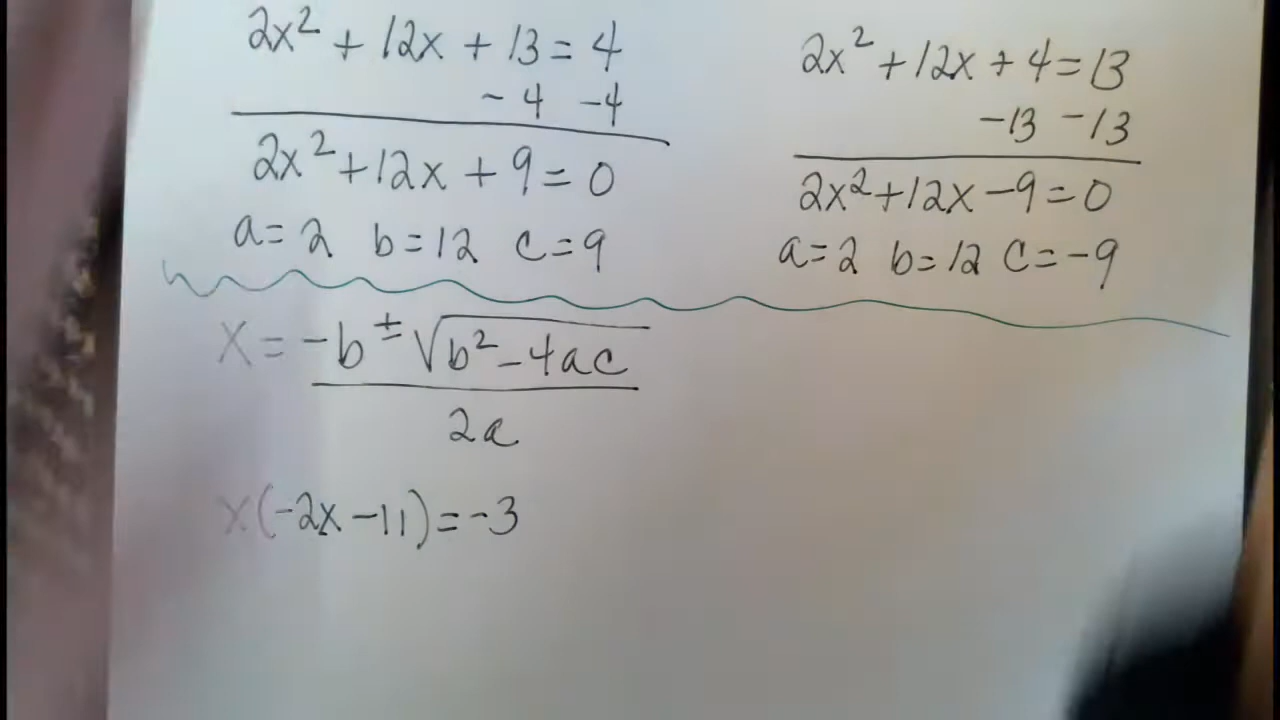 2x² + 12x + 13 = 4
- 4 -4
2x² + 12x + 9 = 0
a = 2 b = 12 c = 9
2x² + 12x + 4 = 13
-13 -13
2x² + 12x - 9 = 0
a = 2 b = 12 c = -9
x = -b ± √b² - 4ac
2a
x(-2x - 11) = -3